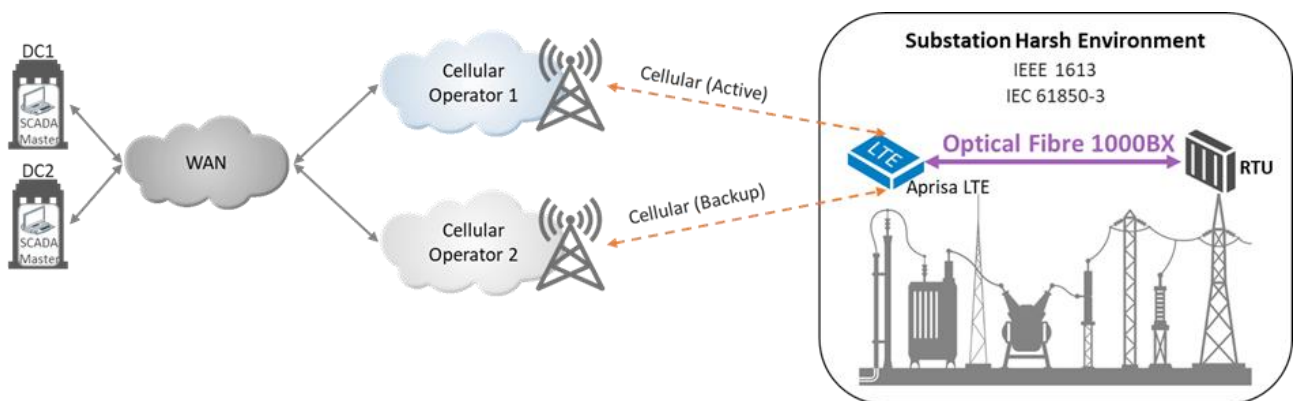 DC1
SCADA
Master
DC2
SCADA
Master
WAN
Cellular
Operator 1
Cellular
Operator 2
Cellular (Active)
Cellular (Backup)
Substation Harsh Environment
IEEE 1613
IEC 61850-3
LTE
Optical Fibre 1000BX
RTU
Aprisa LTE